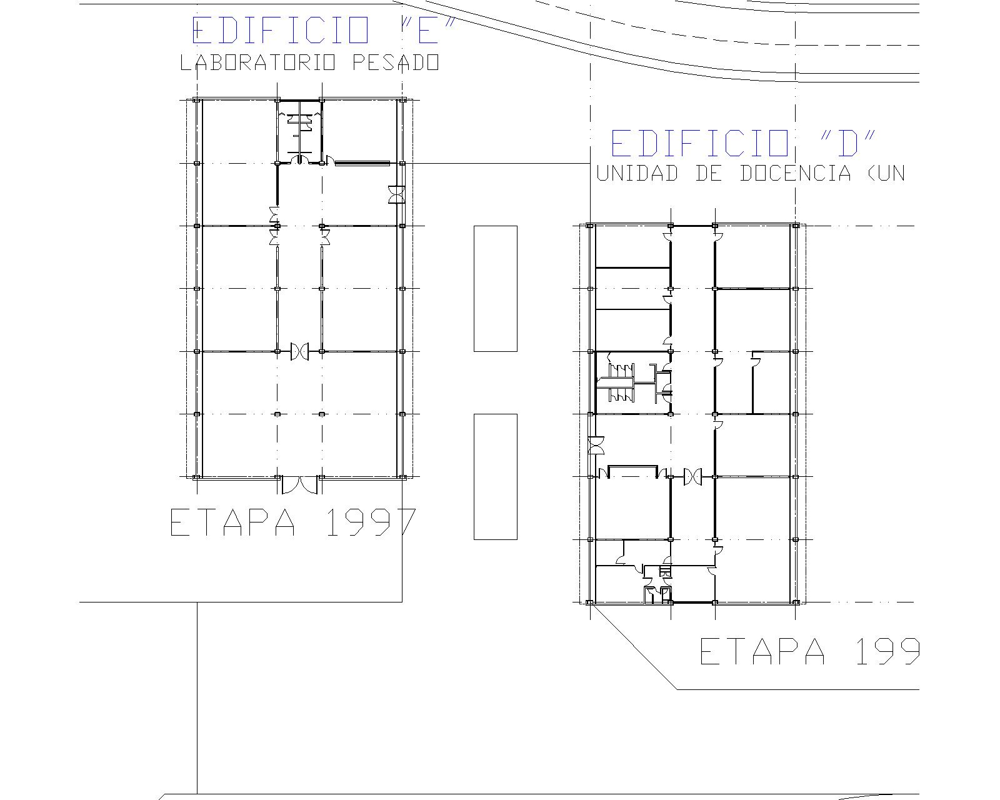 EDIFICIO "E"
LABORATORIO PESADO
EDIFICIO "D"
UNIDAD DE DOCENCIA (UN
ETAPA 1997
ETAPA 199